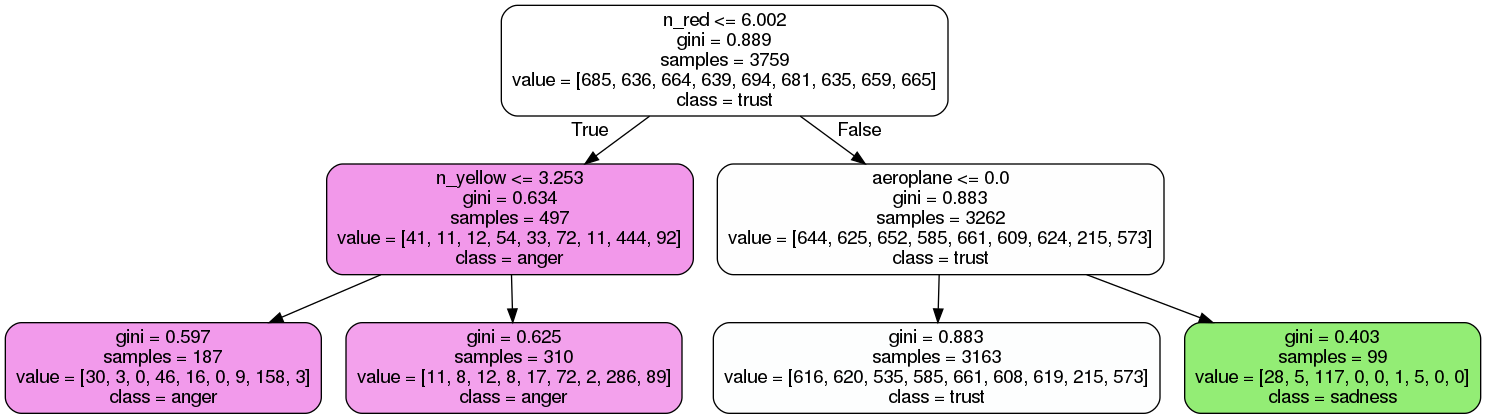 n_red <= 6.002
gini = 0.889
samples = 3759
value = [685, 636, 664, 639, 694, 681, 635, 659, 665]
class = trust
True
False
n_yellow <= 3.253
gini = 0.634
samples = 497
value = [41, 11, 12, 54, 33, 72, 11, 444, 92]
class = anger
aeroplane <= 0.0
gini = 0.883
samples = 3262
value = [644, 625, 652, 585, 661, 609, 624, 215, 573]
class = trust
gini = 0.597
samples = 187
value = [30, 3, 0, 46, 16, 0, 9, 158, 3]
class = anger
gini = 0.625
samples = 310
value = [11, 8, 12, 8, 17, 72, 2, 286, 89]
class = anger
gini = 0.883
samples = 3163
value = [616, 620, 535, 585, 661, 608, 619, 215, 573]
class = trust
gini = 0.403
samples = 99
value = [28, 5, 117, 0, 0, 1, 5, 0, 0]
class = sadness